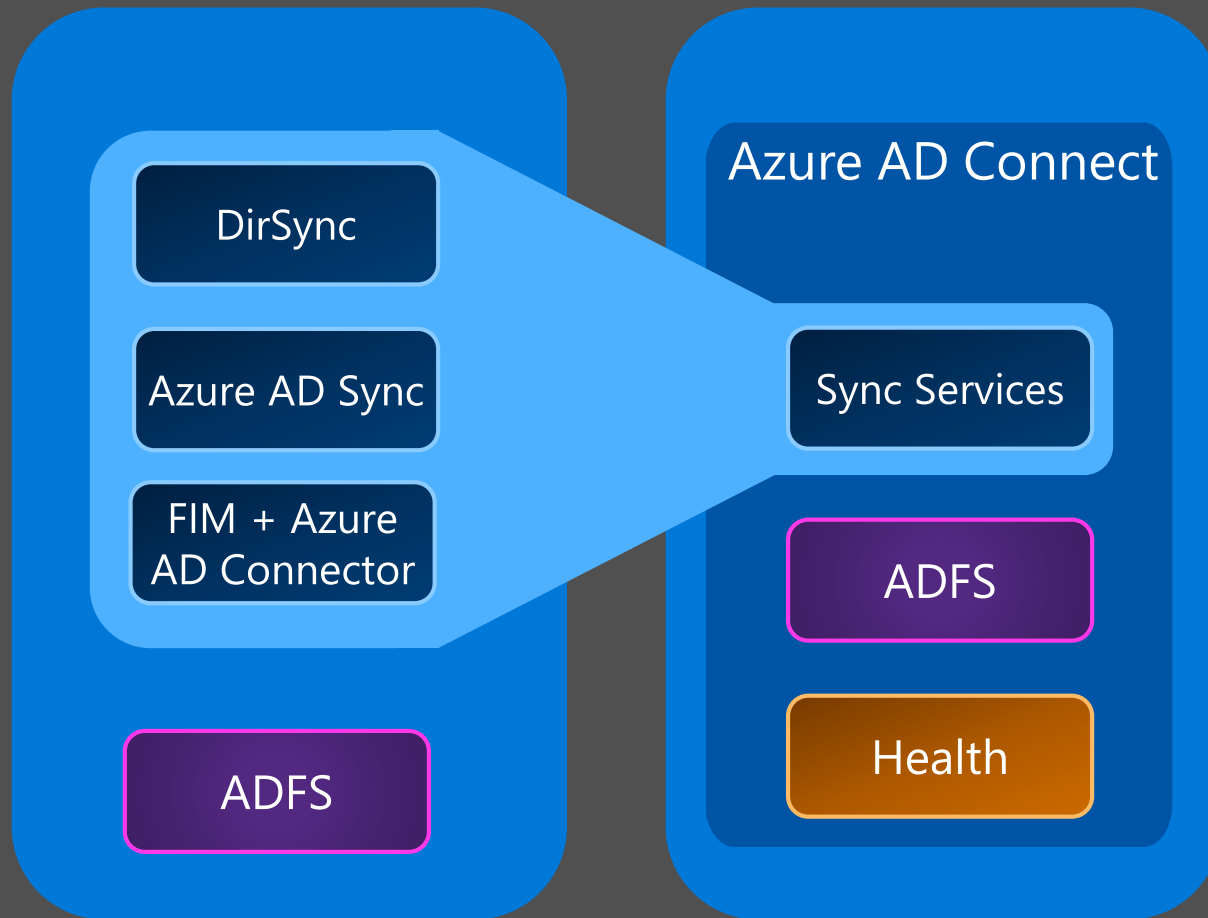 DirSync
Azure AD Sync
FIM + Azure
AD Connector
ADFS
Azure AD Connect
Sync Services
ADFS
Health